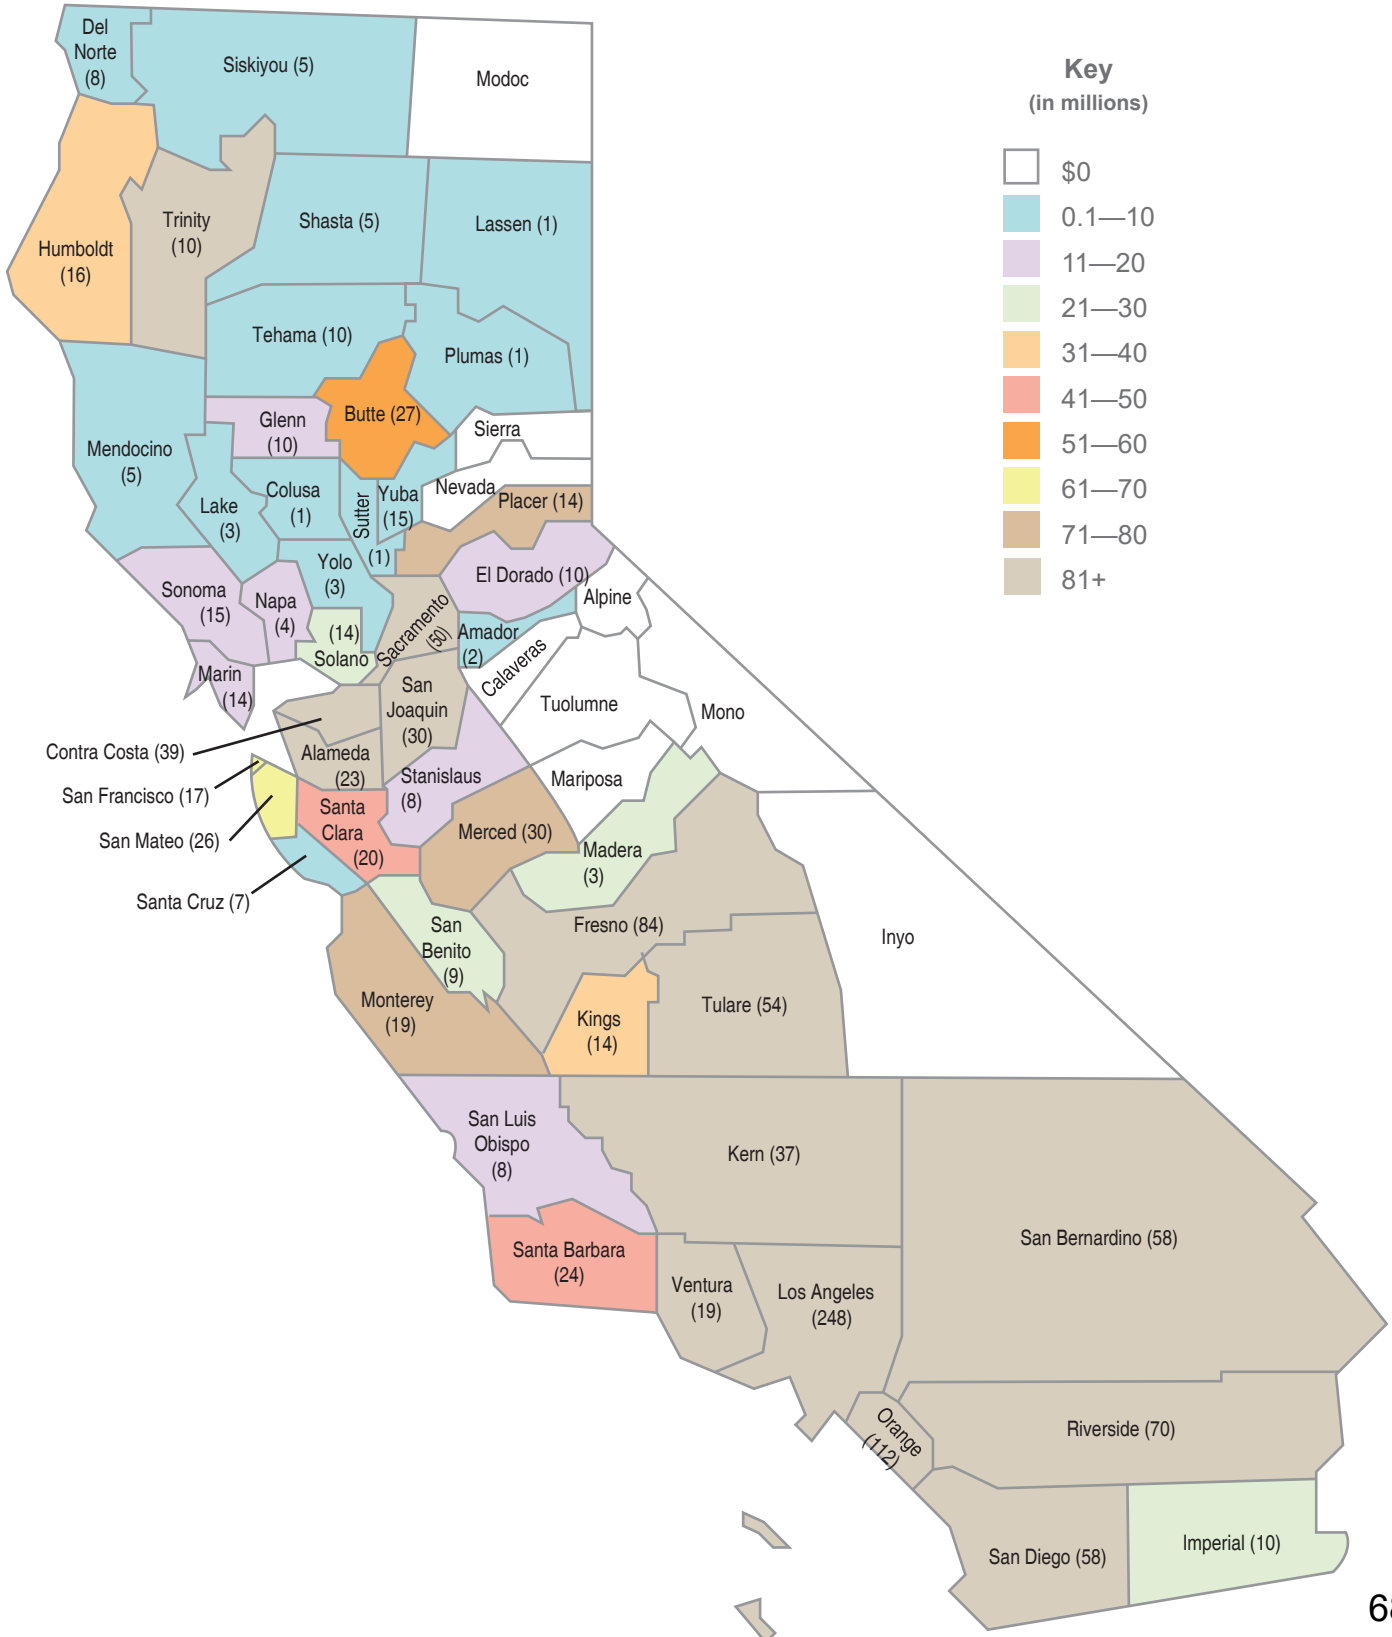 Del
Norte
(8)
Siskiyou (5)
Modoc
Key
(in millions)
$0
0.1—10
11—20
21—30
31—40
41—50
51—60
61—70
71—80
81+
Humboldt
(16)
Trinity
(10)
Shasta (5)
Lassen (1)
Tehama (10)
Plumas (1)
Butte (27)
Glenn
(10)
Sierra
Mendocino
(5)
Lake
(3)
Colusa
(1)
Sutter
(1)
Yuba
(15)
Nevada
Placer (14)
Yolo
(3)
El Dorado (10)
Sonoma
(15)
Napa
(4)
(14)
Solano
Sacramento
(50)
Amador
(2)
Alpine
Calaveras
Marin
(14)
San
Joaquin
(30)
Tuolumne
Mono
Contra Costa (39)
Alameda
(23)
Stanislaus
(8)
Mariposa
San Francisco (17)
Santa
Clara
(20)
Merced (30)
San Mateo (26)
Madera
(3)
Santa Cruz (7)
San
Benito
(9)
Fresno (84)
Inyo
Monterey
(19)
Kings
(14)
Tulare (54)
San Luis
Obispo
(8)
Kern (37)
San Bernardino (58)
Santa Barbara
(24)
Ventura
(19)
Los Angeles
(248)
Orange
(112)
Riverside (70)
San Diego (58)
Imperial (10)